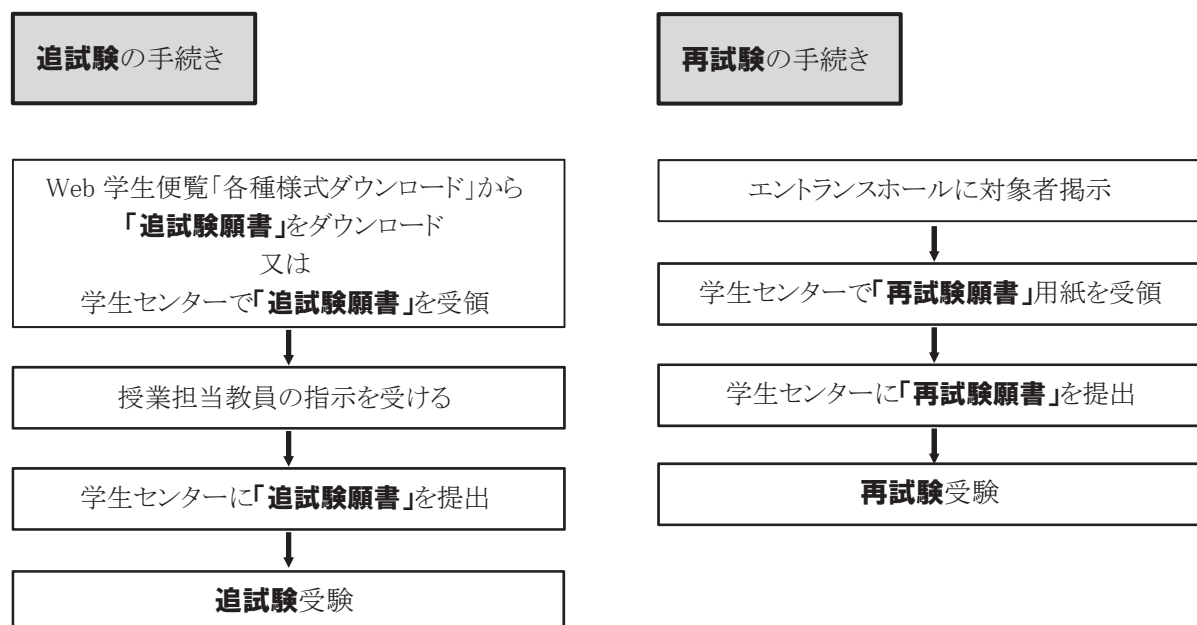 追試験の手続き
Web 学生便覧「各種様式ダウンロード」から
「追試験願書」をダウンロード
又は
学生センターで「追試験願書」を受領
授業担当教員の指示を受ける
学生センターに「追試験願書」を提出
追試験受験
再試験の手続き
エントランスホールに対象者掲示
学生センターで「再試験願書」用紙を受領
学生センターに「再試験願書」を提出
再試験受験